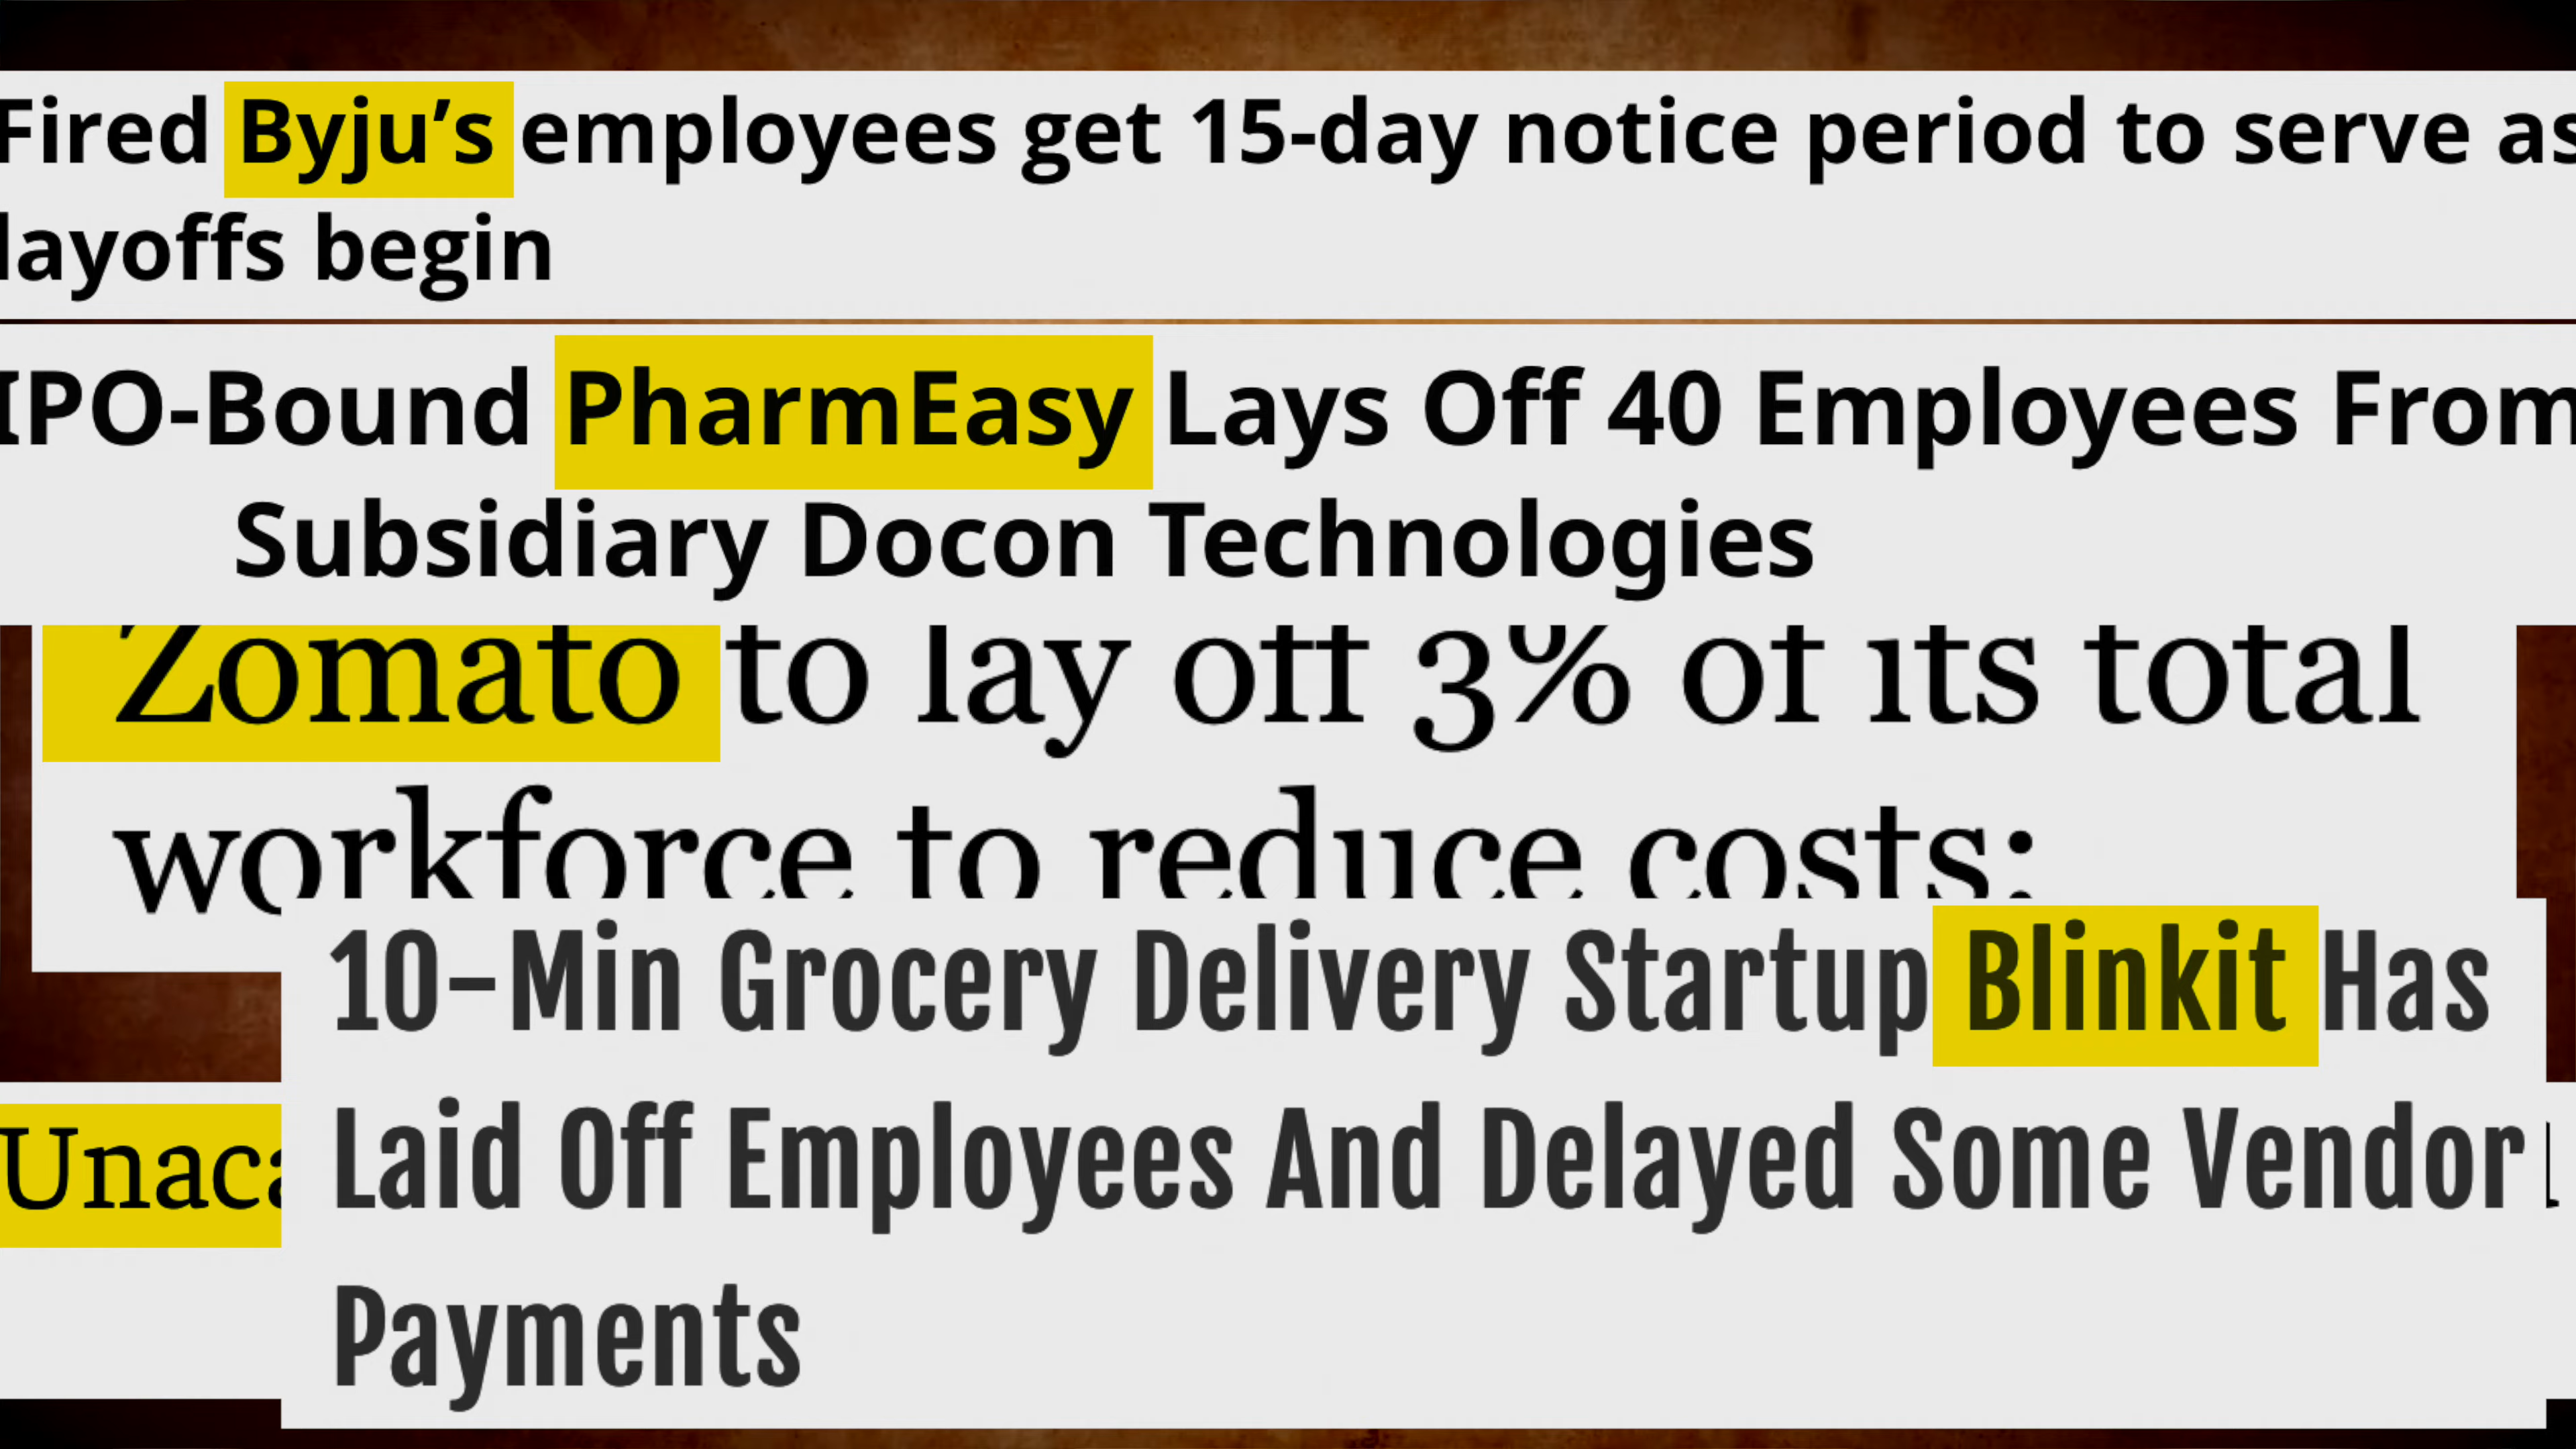 Fired Byju's employees get 15-day notice period to serve as
layoffs begin
IPO-Bound PharmEasy Lays Off 40 Employees From
Subsidiary Docon Technologies
Zomato to lay off 3% of its total
workforce to reduce costs;
10-Min Grocery Delivery Startup Blinkit Has
Laid Off Employees And Delayed Some Vendor
Payments